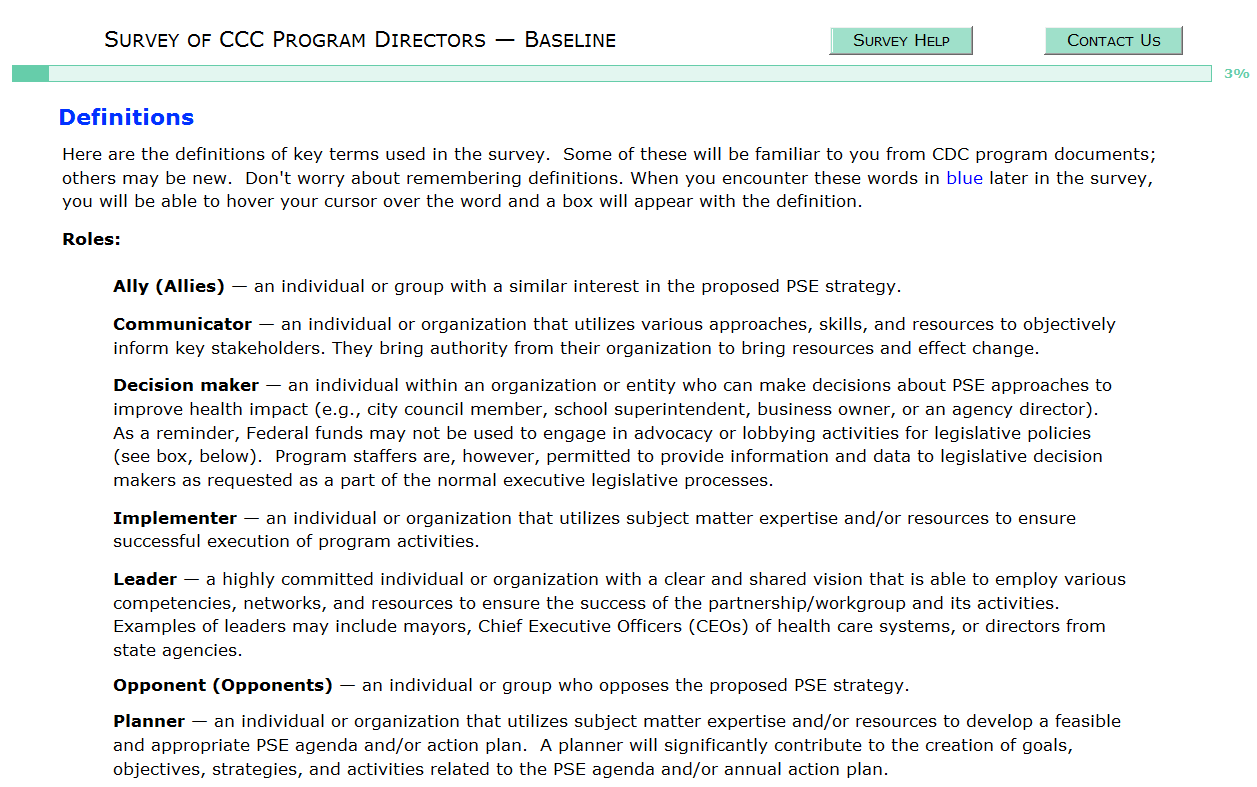 SURVEY OF CCC PROGRAM DIRECTORS — BASELINE
SURVEY HELP
CONTACT US
3%
Definitions
Here are the definitions of key terms used in the survey.  Some of these will be familiar to you from CDC program documents;
others may be new.  Don't worry about remembering definitions. When you encounter these words in blue later in the survey,
you will be able to hover your cursor over the word and a box will appear with the definition.
Roles:
Ally (Allies) — an individual or group with a similar interest in the proposed PSE strategy.
Communicator — an individual or organization that utilizes various approaches, skills, and resources to objectively
inform key stakeholders. They bring authority from their organization to bring resources and effect change.
Decision maker — an individual within an organization or entity who can make decisions about PSE approaches to
improve health impact (e.g., city council member, school superintendent, business owner, or an agency director).
As a reminder, Federal funds may not be used to engage in advocacy or lobbying activities for legislative policies
(see box, below).  Program staffers are, however, permitted to provide information and data to legislative decision
makers as requested as a part of the normal executive legislative processes.
Implementer — an individual or organization that utilizes subject matter expertise and/or resources to ensure
successful execution of program activities.
Leader — a highly committed individual or organization with a clear and shared vision that is able to employ various
competencies, networks, and resources to ensure the success of the partnership/workgroup and its activities.
Examples of leaders may include mayors, Chief Executive Officers (CEOs) of health care systems, or directors from
state agencies.
Opponent (Opponents) — an individual or group who opposes the proposed PSE strategy.
Planner — an individual or organization that utilizes subject matter expertise and/or resources to develop a feasible
and appropriate PSE agenda and/or action plan.  A planner will significantly contribute to the creation of goals,
objectives, strategies, and activities related to the PSE agenda and/or annual action plan.